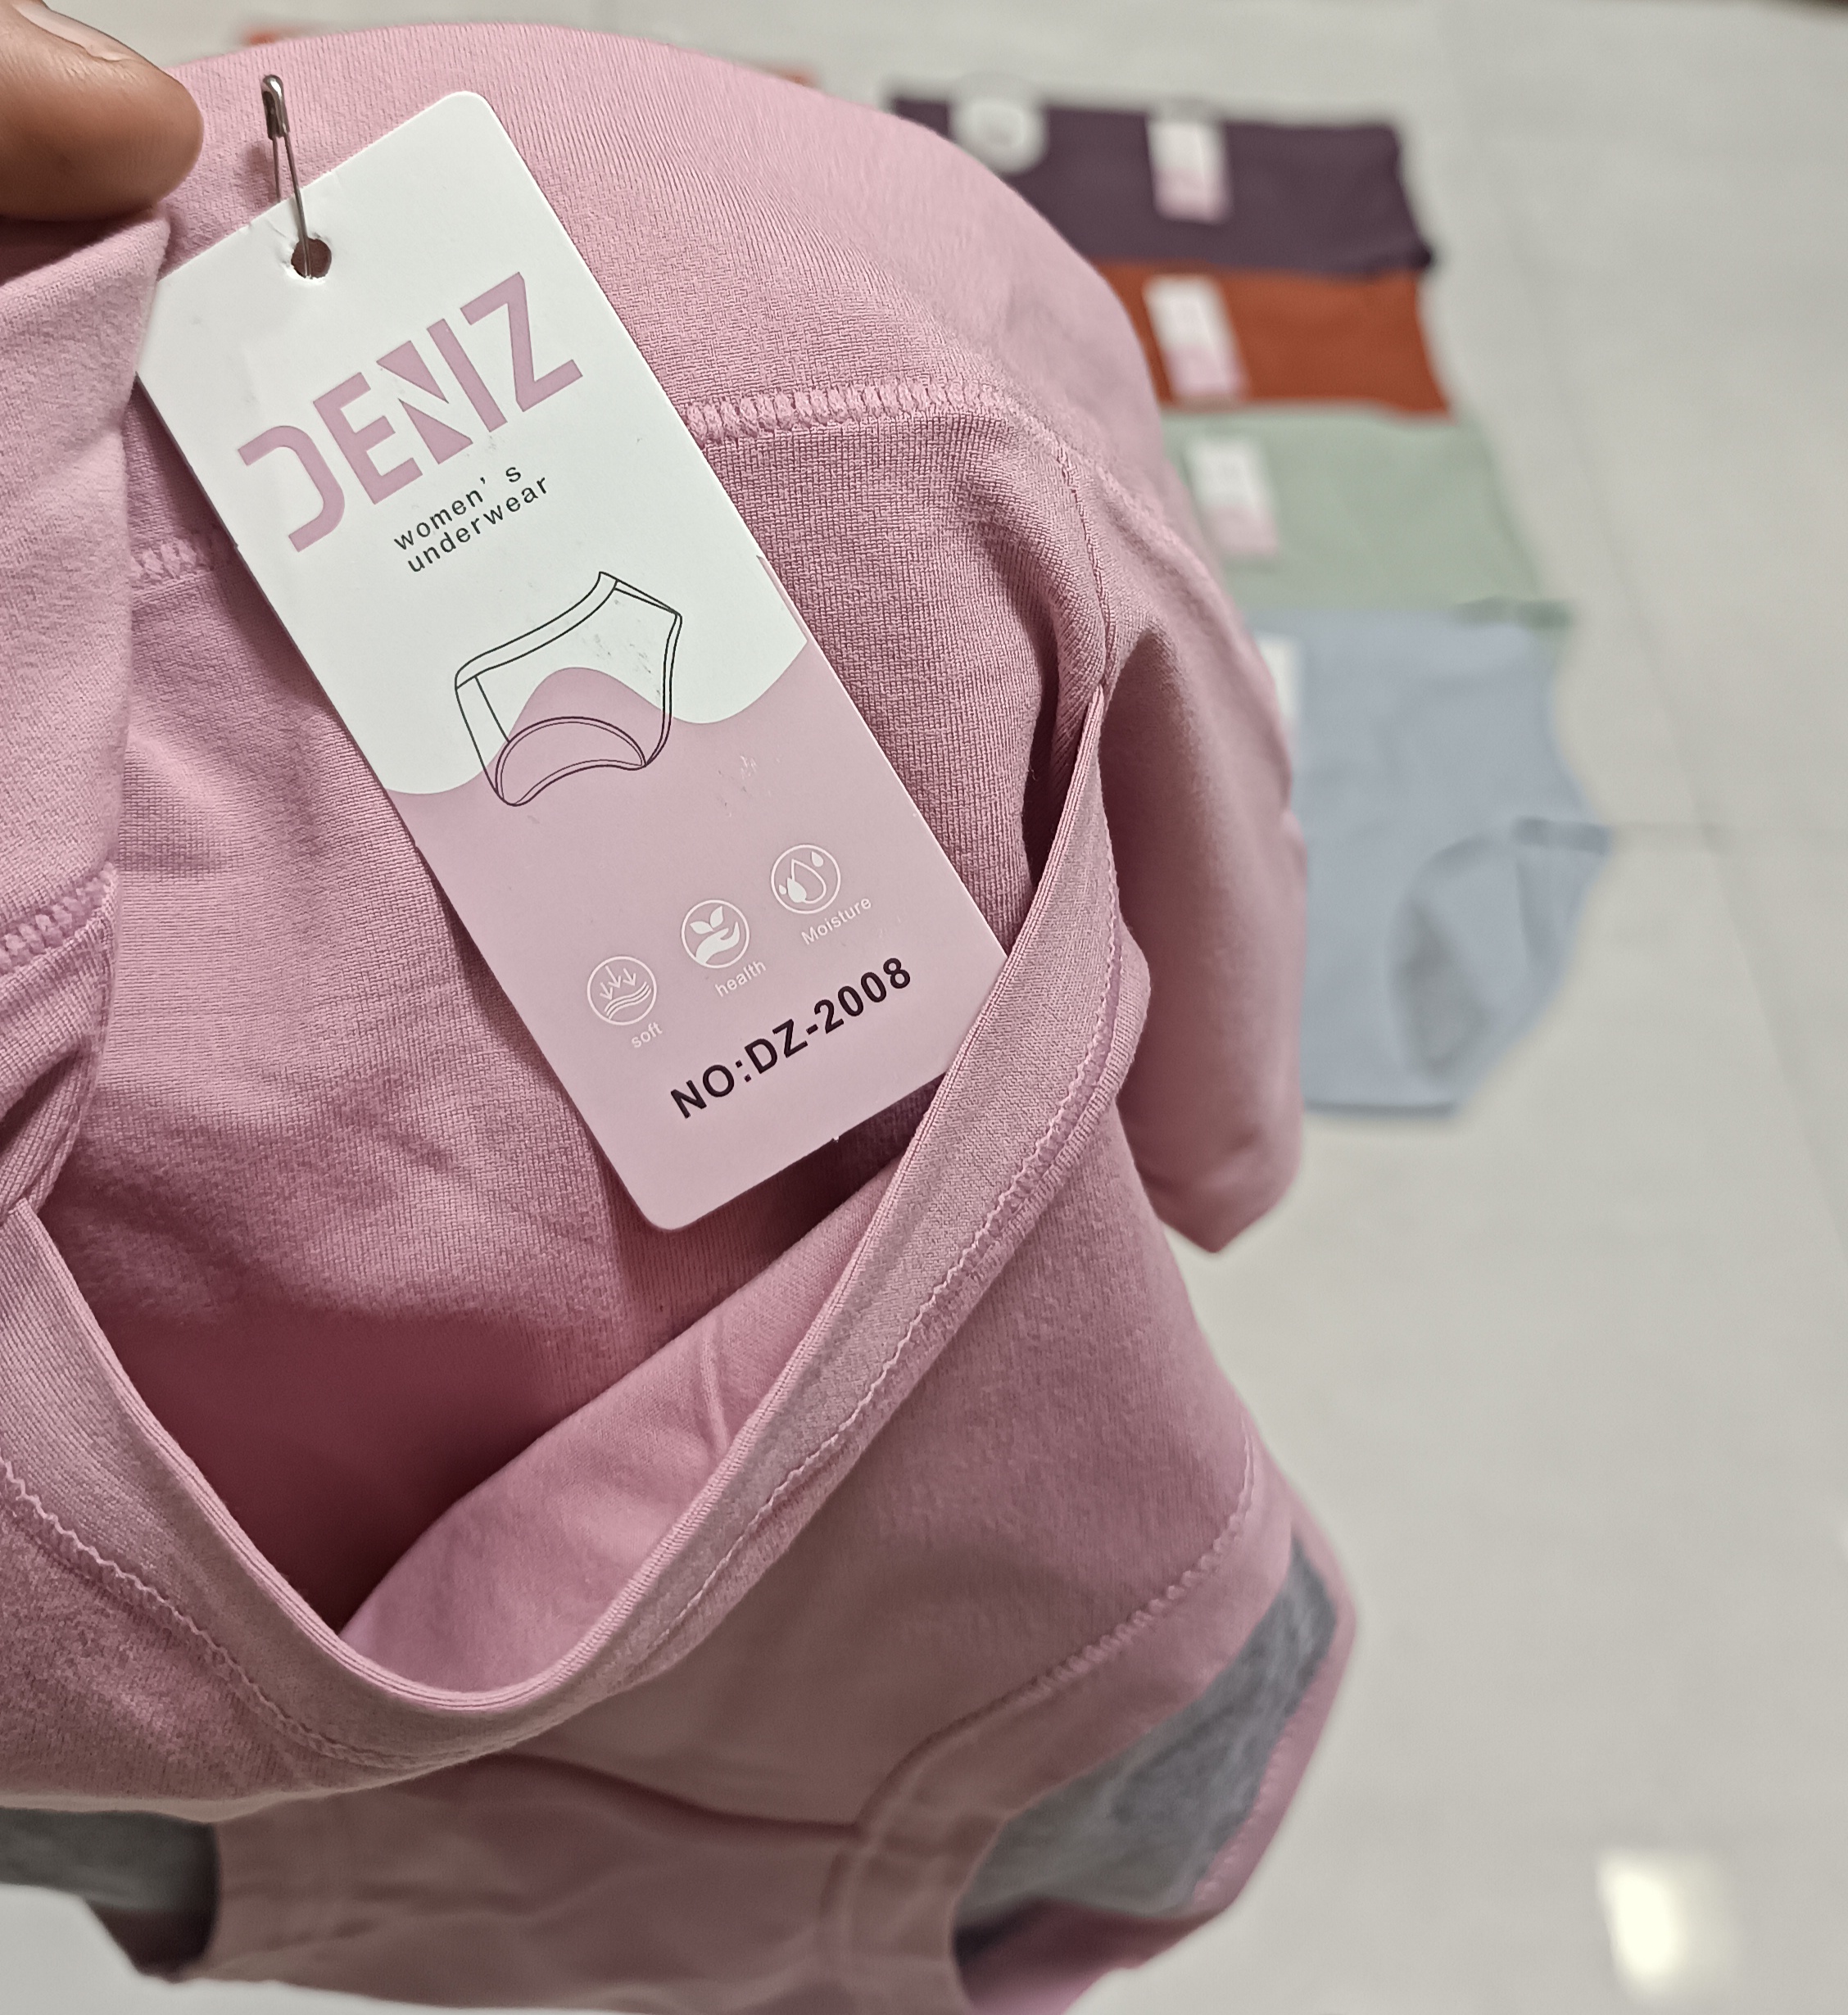 DENIZ
women's
underwear
soft
health
Moisture
NO:DZ-2008